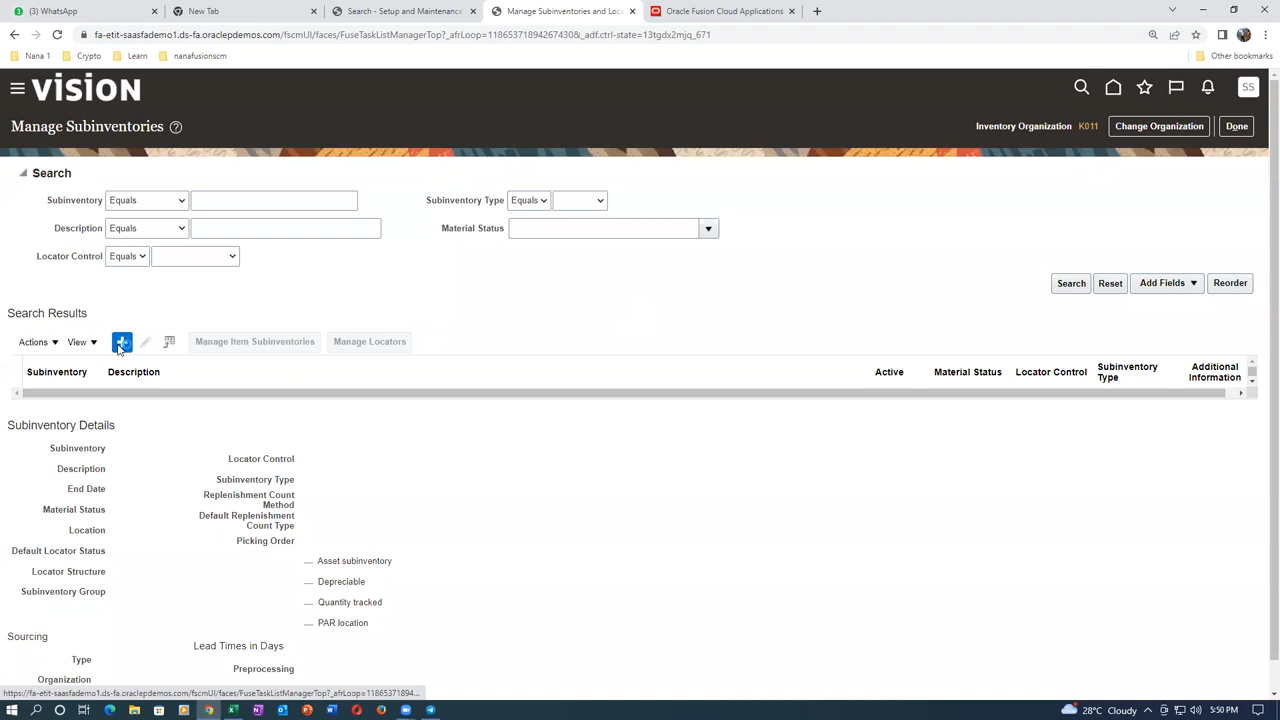 (3) WhatsApp
New Tab
Search - Setup and Maintenance
Manage Subinventories and Loc
Oracle Fusion Cloud Applications
fa-etit-saasfademo1.ds-fa.oraclepdemos.com/fscmUI/faces/FuseTaskListManagerTop?_afrLoop=11865371894267430&_adf.ctrl-state=13tgdx2mjq_671
Nana 1
Crypto
Learn
nanafusionscm
Other bookmarks
VISION
SS
Manage Subinventories
Inventory Organization K011
Change Organization
Done
Search
Subinventory Equals
Subinventory Type Equals
Description Equals
Material Status
Locator Control Equals
Search
Reset
Add Fields
Reorder
Search Results
Actions
View
Manage Item Subinventories
Manage Locators
Subinventory
Description
Active
Material Status
Locator Control
Subinventory Type
Additional Information
Subinventory Details
Subinventory
Locator Control
Description
Subinventory Type
End Date
Replenishment Count Method
Material Status
Default Replenishment Count Type
Location
Picking Order
Default Locator Status
Asset subinventory
Locator Structure
Depreciable
Subinventory Group
Quantity tracked
PAR location
Sourcing
Lead Times in Days
Type
Preprocessing
Organization
https://fa-etit-saasfademo1.ds-fa.oraclepdemos.com/fscmUI/faces/FuseTaskListManagerTop?_afrLoop=11865371894...
28°C Cloudy
5:50 PM